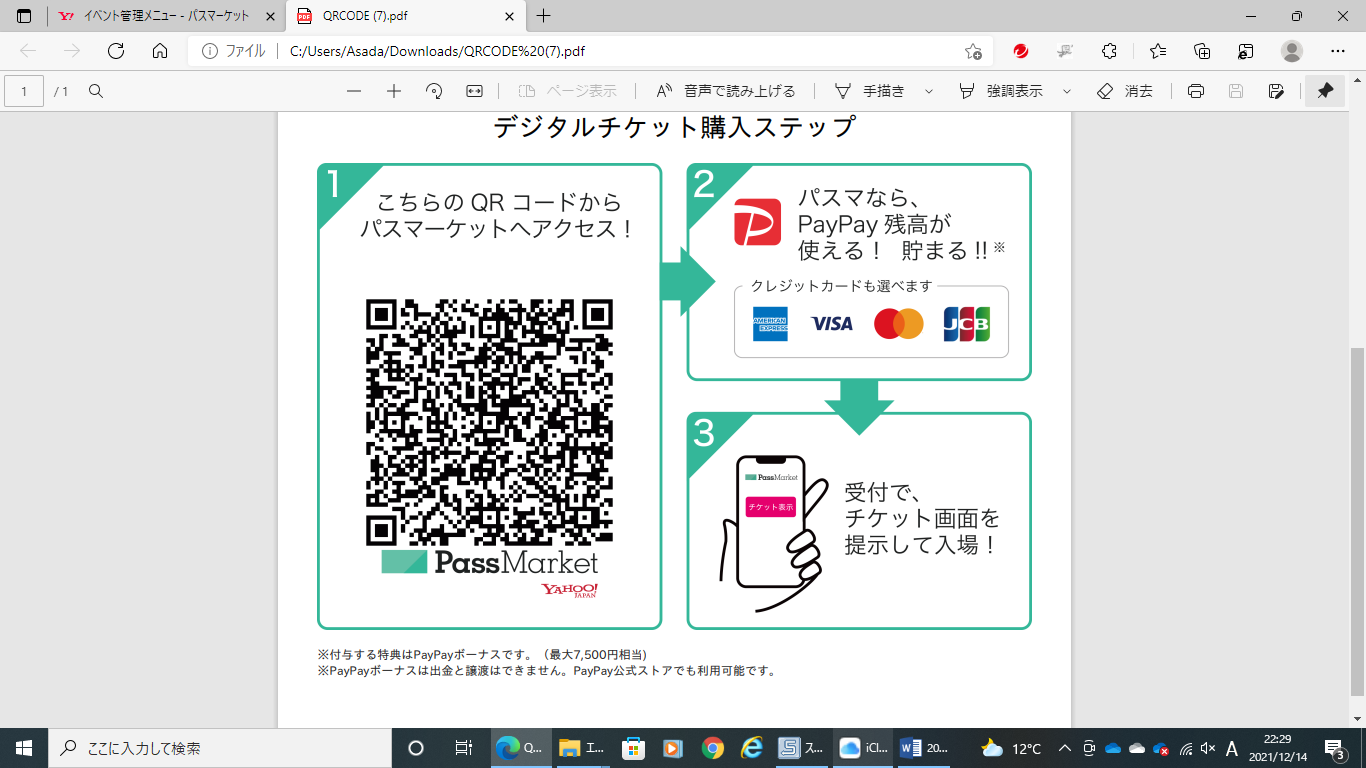 イベント管理メニュー - パスマーケット
QRCODE (7).pdf
ファイル
C:/Users/Asada/Downloads/QRCODE%20(7).pdf
1 / 1
ページ表示
音声で読み上げる
手描き
強調表示
消去
デジタルチケット購入ステップ
1
こちらの QR コードから
パスマーケットへアクセス！
PassMarket
YAHOO!
JAPAN
2
パスマなら、
PayPay 残高が
使える！ 貯まる !! ※
クレジットカードも選べます
AMERICAN
EXPRESS
VISA
JCB
3
PassMarket
チケット表示
受付で、
チケット画面を
提示して入場！
※付与する特典はPayPayボーナスです。（最大7,500円相当)
※PayPayボーナスは出金と譲渡はできません。PayPay公式ストアでも利用可能です。
ここに入力して検索
Q...
エ...
ス...
iCl...
20...
12°C
A
22:29
2021/12/14
3